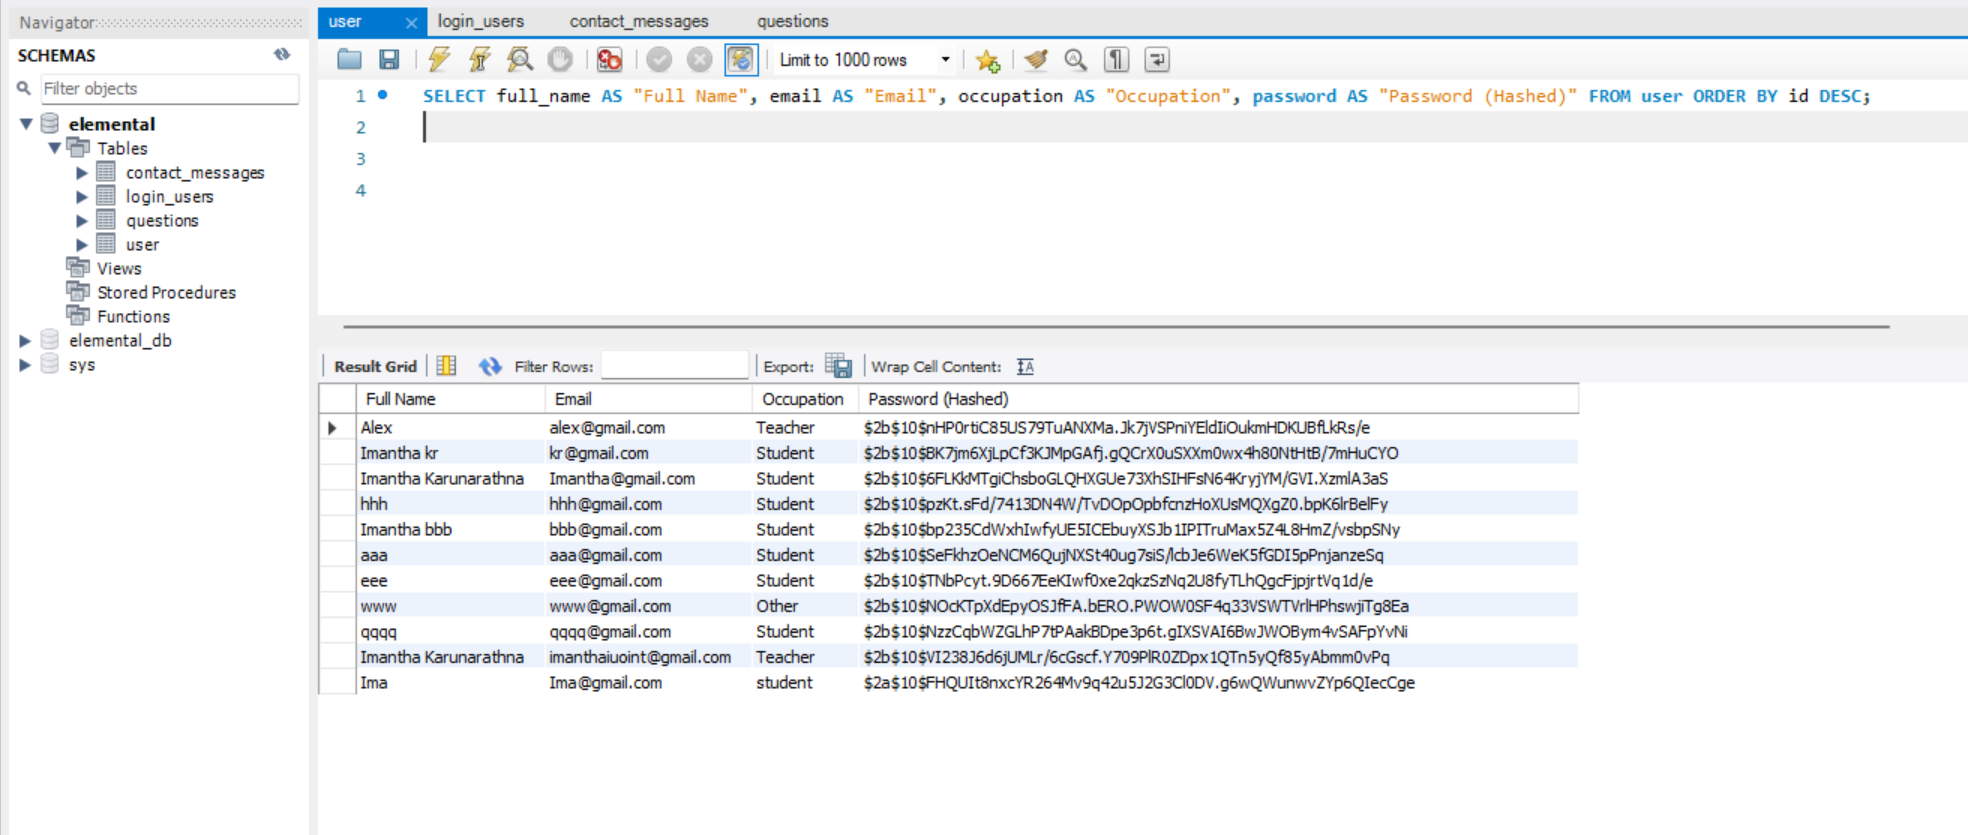 Navigator
SCHEMAS
Filter objects
elemental
Tables
contact_messages
login_users
questions
user
Views
Stored Procedures
Functions
elemental_db
sys
user login_users contact_messages questions
Limit to 1000 rows
1 SELECT full_name AS "Full Name", email AS "Email", occupation AS "Occupation", password AS "Password (Hashed)" FROM user ORDER BY id DESC;
2
3
4
Result Grid Filter Rows: Export: Wrap Cell Content:
Full Name Email Occupation Password (Hashed)
Alex alex@gmail.com Teacher $2b$10$nHP0rtiC85US79TuANXMa.Jk7jVSPniYEldIiOukmHDKUBfLkRs/e
Imantha kr kr@gmail.com Student $2b$10$BK7jm6XjLpCf3KJMpGAfj.gQCrX0uSXXm0wx4h80NtHtB/7mHuCYO
Imantha Karunarathna Imantha@gmail.com Student $2b$10$6FLKkMTgiChsboGLQHXGUe73XhSIHFsN64KryjYM/GVI.XzmlA3aS
hhh hhh@gmail.com Student $2b$10$pzKt.sFd/7413DN4W/TvDOpOpbfcnzHoXUsMQXgZ0.bpK6lrBelFy
Imantha bbb bbb@gmail.com Student $2b$10$bp235CdWxhIwfyUE5ICEbuyXSJb1IPITruMax5Z4L8HmZ/vsbpSNy
aaa aaa@gmail.com Student $2b$10$SeFkhzOeNCM6QujNXSt40ug7siS/lcbJe6WeK5fGDI5pPnjanzeSq
eee eee@gmail.com Student $2b$10$TNbPcyt.9D667EeKIwf0xe2qkzSzNq2U8fyTLhQgcFjpjrtVq1d/e
www www@gmail.com Other $2b$10$NOcKTpXdEpyOSJfFA.bERO.PWOW0SF4q33VSWTVrlHPhswjiTg8Ea
qqqq qqqq@gmail.com Student $2b$10$NzzCqbWZGLhP7tPAakBDpe3p6t.gIXSVAI6BwJWOBym4vSAFpYvNi
Imantha Karunarathna imanthaiuoint@gmail.com Teacher $2b$10$VI238J6d6jUMLr/6cGscf.Y709PlR0ZDpx1QTn5yQf85yAbmm0vPq
Ima Ima@gmail.com student $2a$10$FHQUIt8nxcYR264Mv9q42u5J2G3Cl0DV.g6wQWunwvZYp6QIecCge